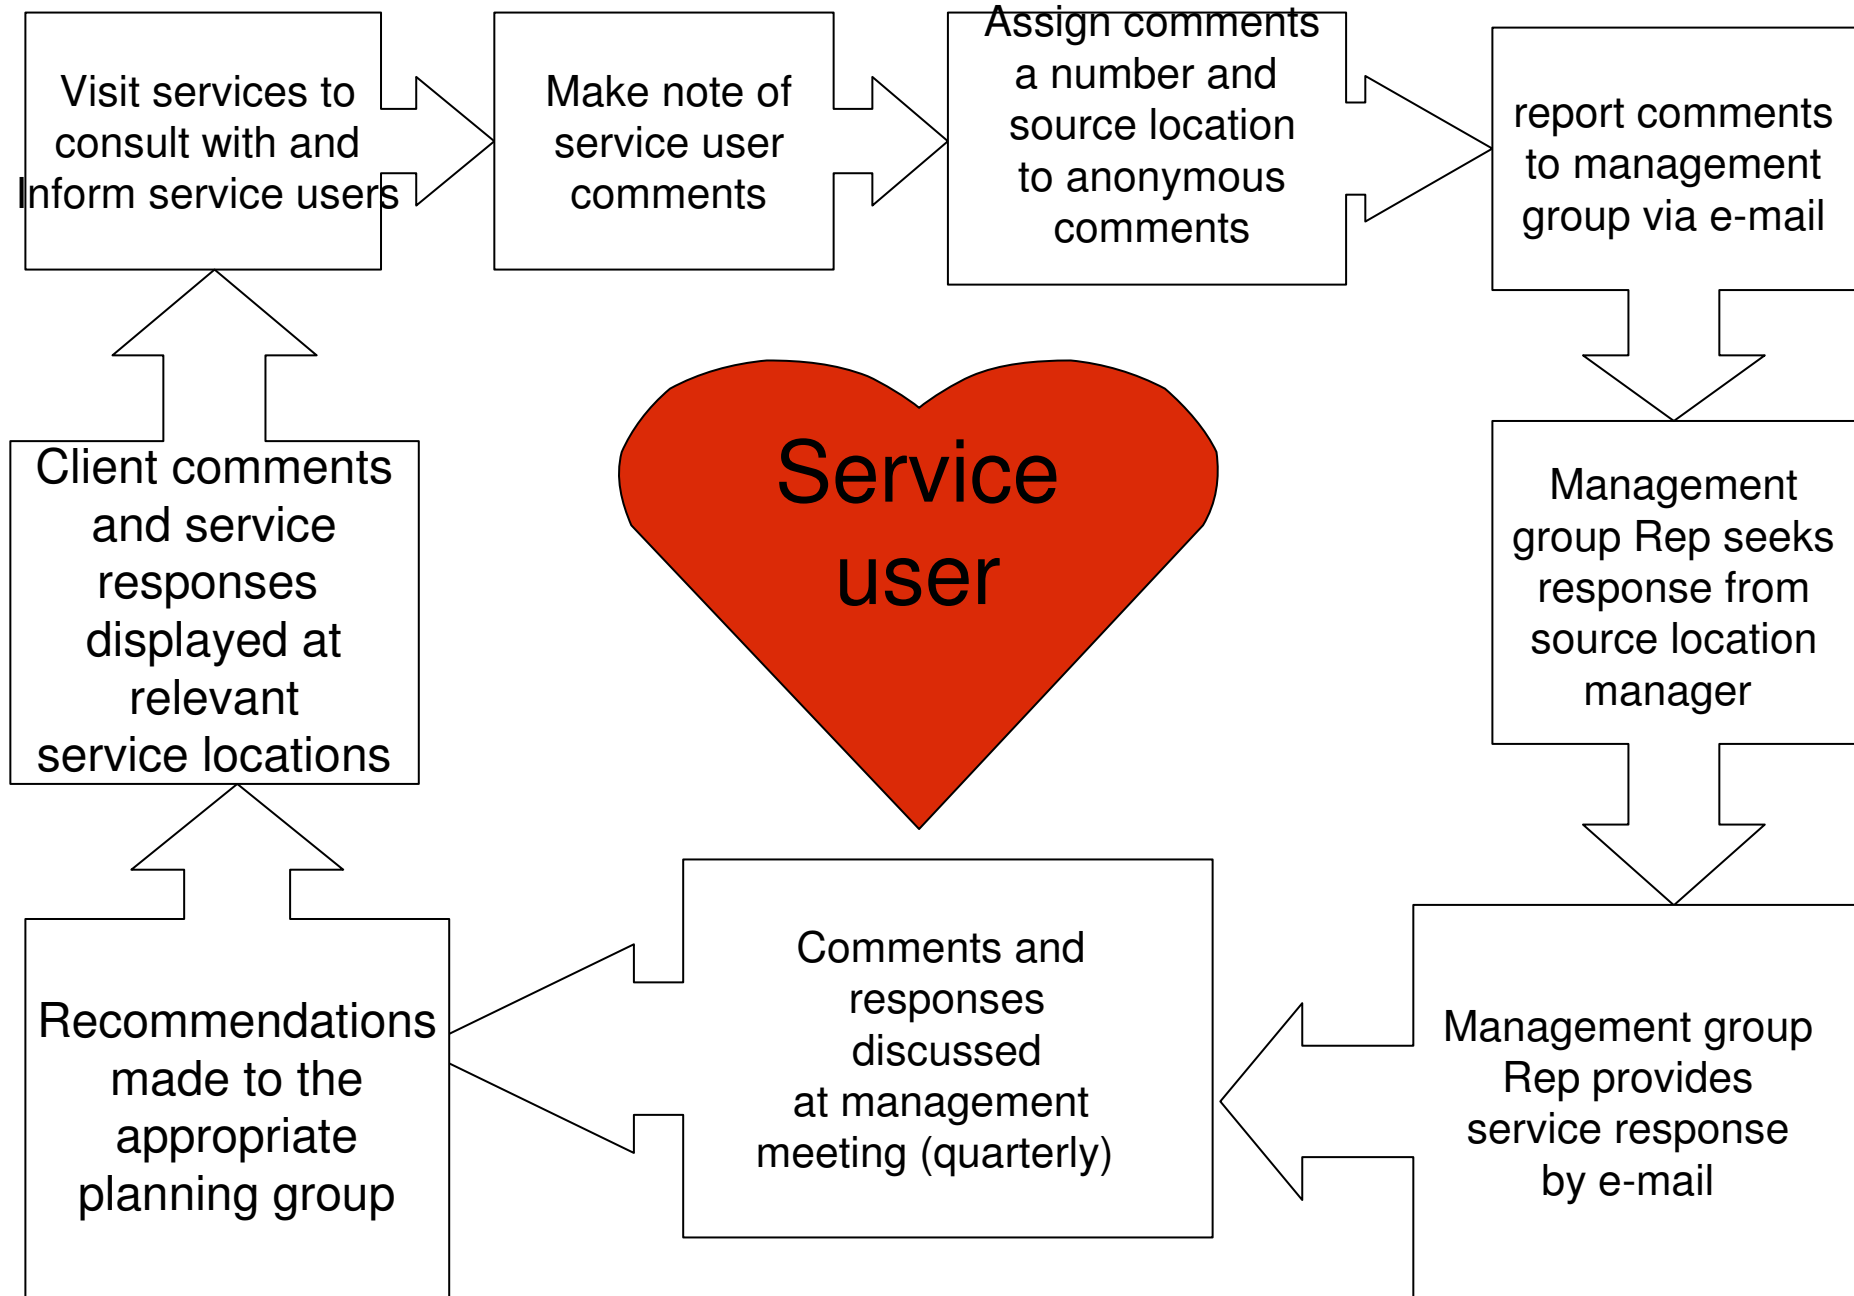 Visit services to
consult with and
Inform service users
Make note of
service user
comments
Assign comments
a number and
source location
to anonymous
comments
report comments
to management
group via e-mail
Management
group Rep seeks
response from
source location
manager
Management group
Rep provides
service response
by e-mail
Comments and
responses
discussed
at management
meeting (quarterly)
Recommendations
made to the
appropriate
planning group
Client comments
and service
responses
displayed at
relevant
service locations
Service
user